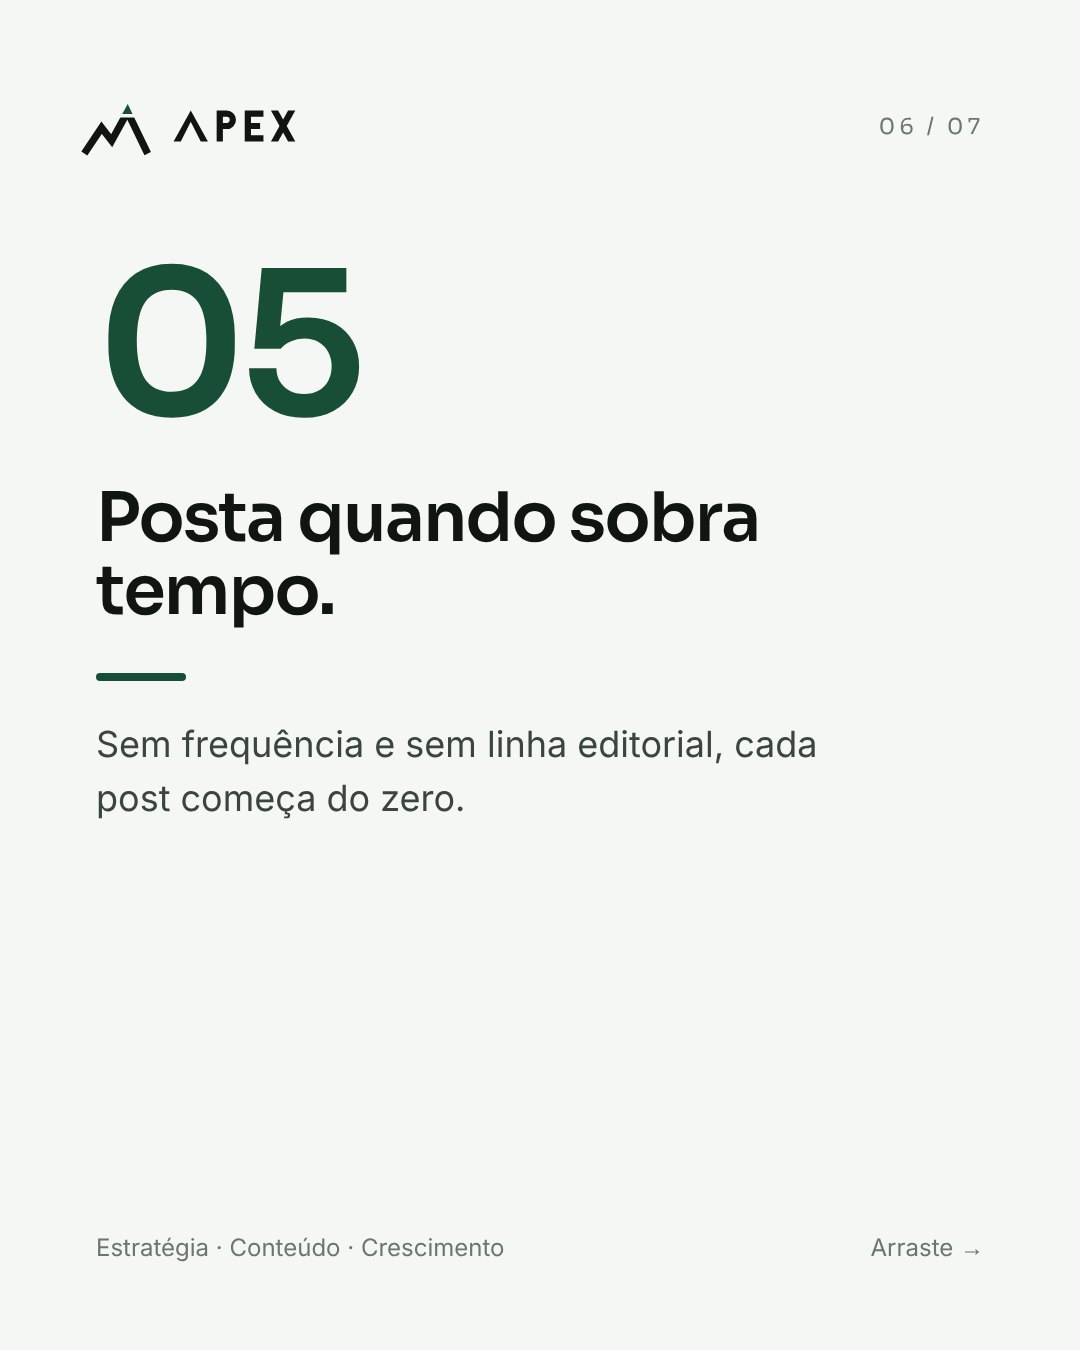 APEX
06 / 07
05
Posta quando sobra
tempo.
Sem frequência e sem linha editorial, cada
post começa do zero.
Estratégia · Conteúdo · Crescimento
Arraste →